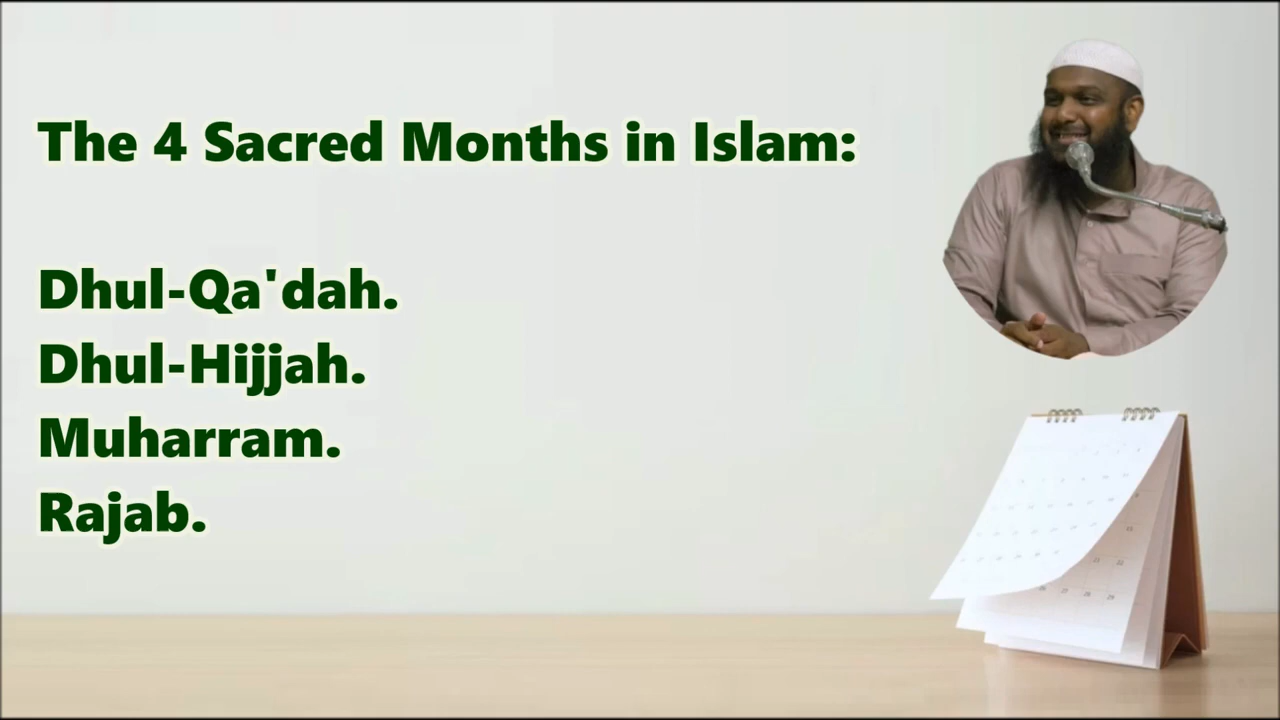 The 4 Sacred Months in Islam:
Dhul-Qa'dah.
Dhul-Hijjah.
Muharram.
Rajab.